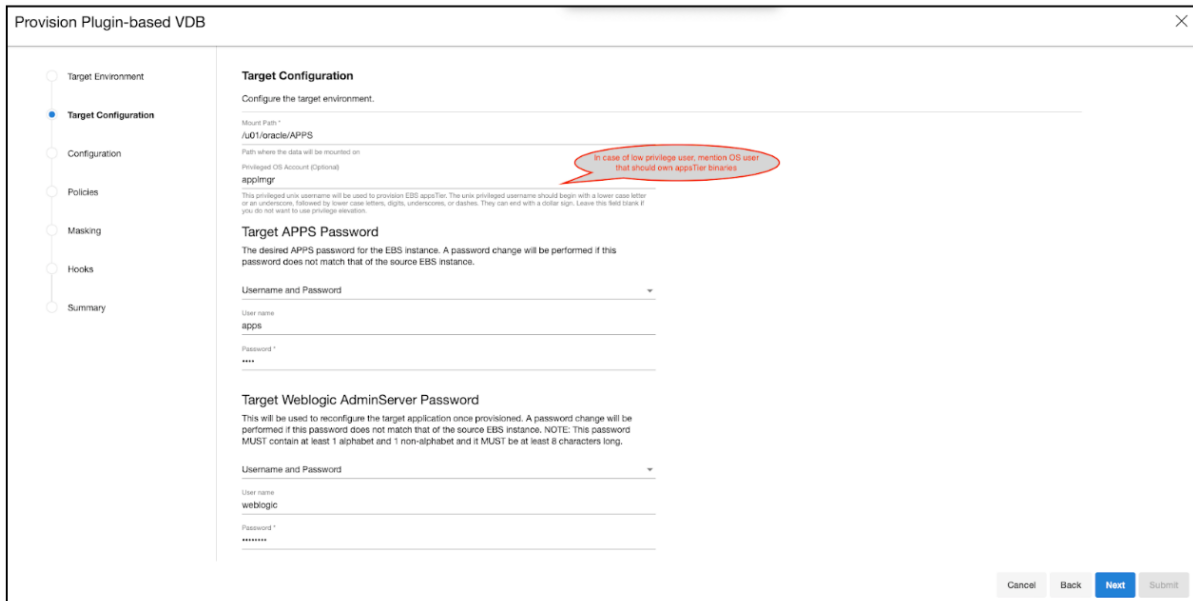 Provision Plugin-based VDB
Target Environment
Target Configuration
Configuration
Policies
Masking
Hooks
Summary
Target Configuration
Configure the target environment.
Mount Path *
/u01/oracle/APPS
Path where the data will be mounted on
Privileged OS Account (Optional)
applmgr
In case of low privilege user, mention OS user
that should own appsTier binaries
This privileged unix username will be used to provision EBS appsTier. The unix privileged username should begin with a lower case letter
or an underscore, followed by lower case letters, digits, underscores, or dashes. They can end with a dollar sign. Leave this field blank if
you do not want to use privilege elevation.
Target APPS Password
The desired APPS password for the EBS instance. A password change will be performed if this
password does not match that of the source EBS instance.
Username and Password
User name
apps
Password *
••••
Target Weblogic AdminServer Password
This will be used to reconfigure the target application once provisioned. A password change will be
performed if this password does not match that of the source EBS instance. NOTE: This password
MUST contain at least 1 alphabet and 1 non-alphabet and it MUST be at least 8 characters long.
Username and Password
User name
weblogic
Password *
••••••••
Cancel
Back
Next
Submit